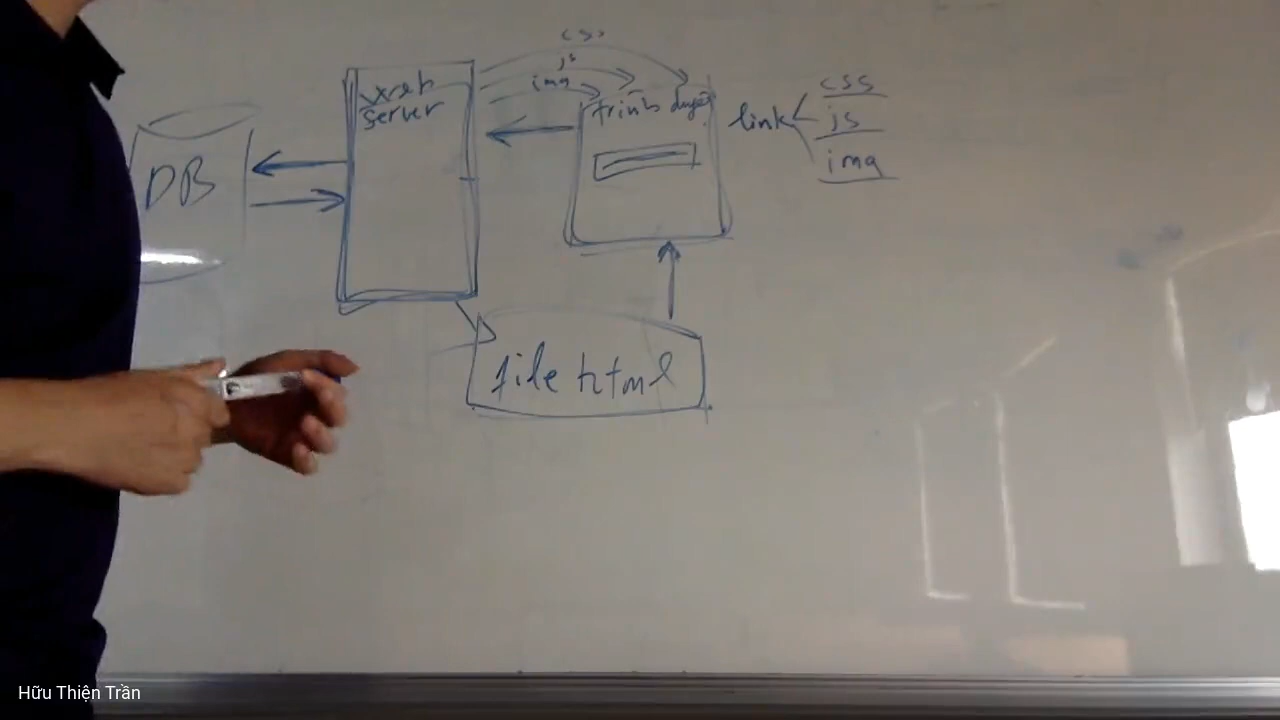 css
js
img
web
server
trình duyệt
link
css
js
img
DB
file html
Hữu Thiện Trần